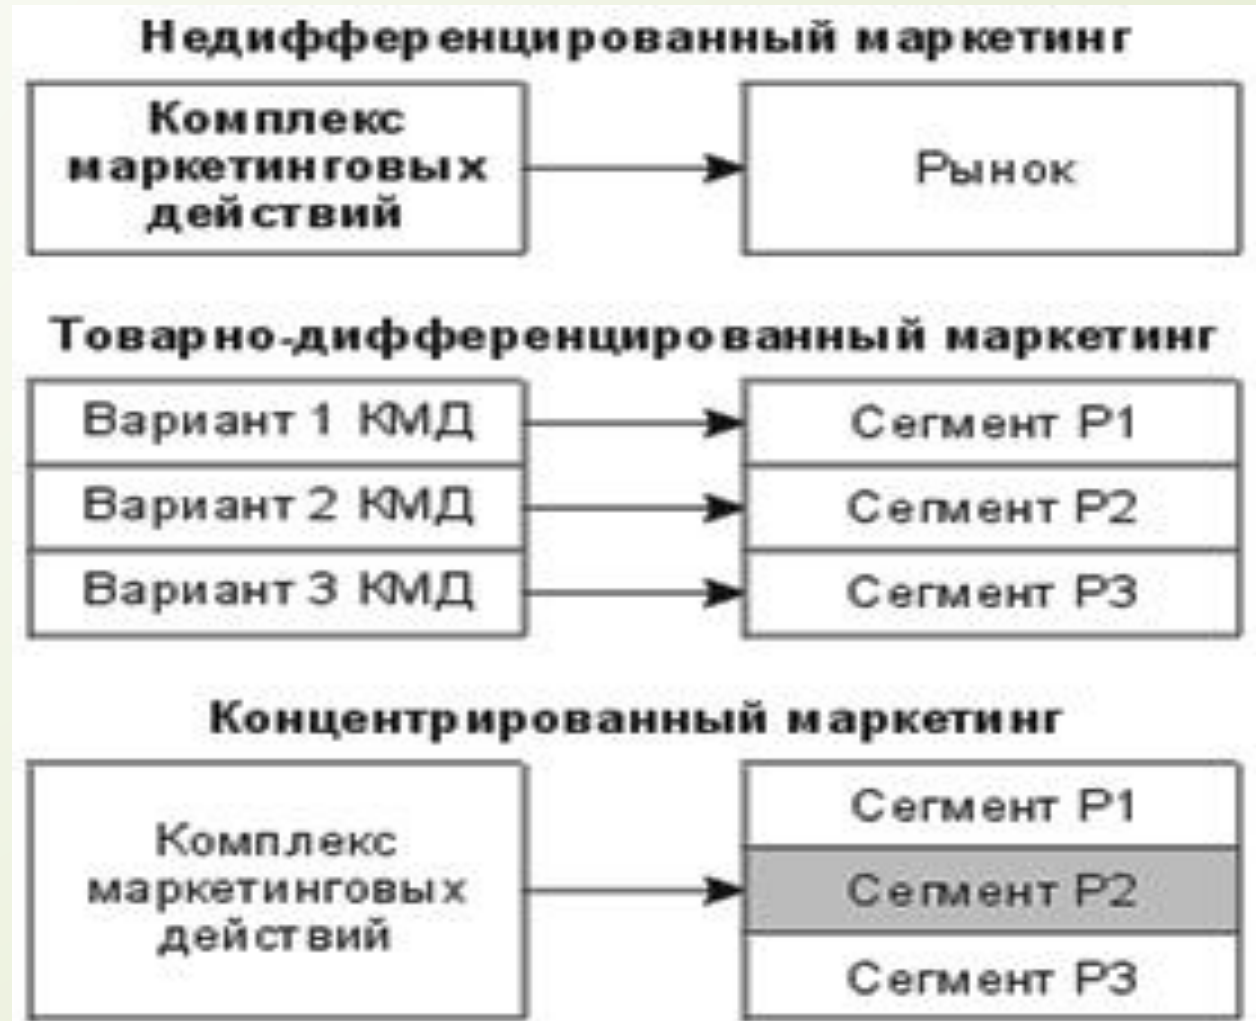 Недифференцированный маркетинг
Комплекс
маркетинговых
действий
Рынок
Товарно-дифференцированный маркетинг
Вариант 1 КМД
Сегмент Р1
Вариант 2 КМД
Сегмент Р2
Вариант 3 КМД
Сегмент Р3
Концентрированный маркетинг
Комплекс
маркетинговых
действий
Сегмент Р1
Сегмент Р2
Сегмент Р3